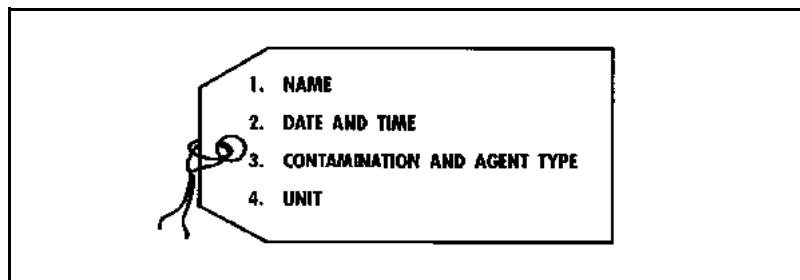 1. NAME
2. DATE AND TIME
3. CONTAMINATION AND AGENT TYPE
4. UNIT